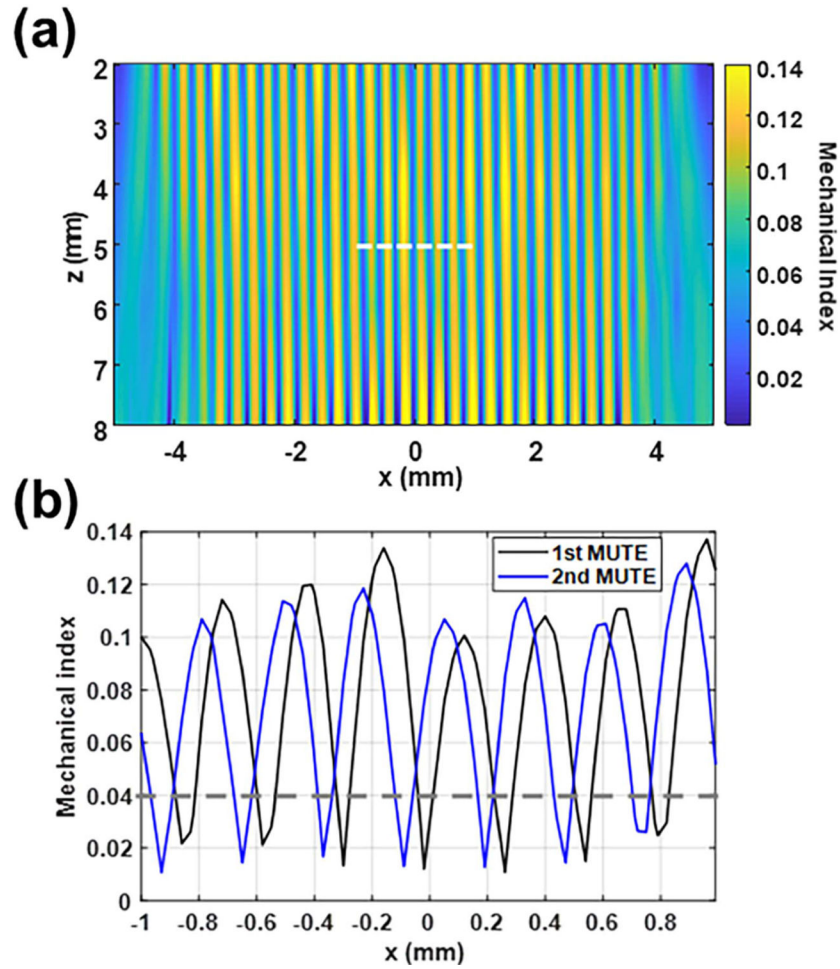 (a)
2
3
4
5
6
7
8
z (mm)
-4 -2 0 2 4
x (mm)
0.14
0.12
0.1
0.08
0.06
0.04
0.02
Mechanical Index
(b)
0.14
0.12
0.1
0.08
0.06
0.04
0.02
0
Mechanical index
1st MUTE
2nd MUTE
-1 -0.8 -0.6 -0.4 -0.2 0 0.2 0.4 0.6 0.8
x (mm)